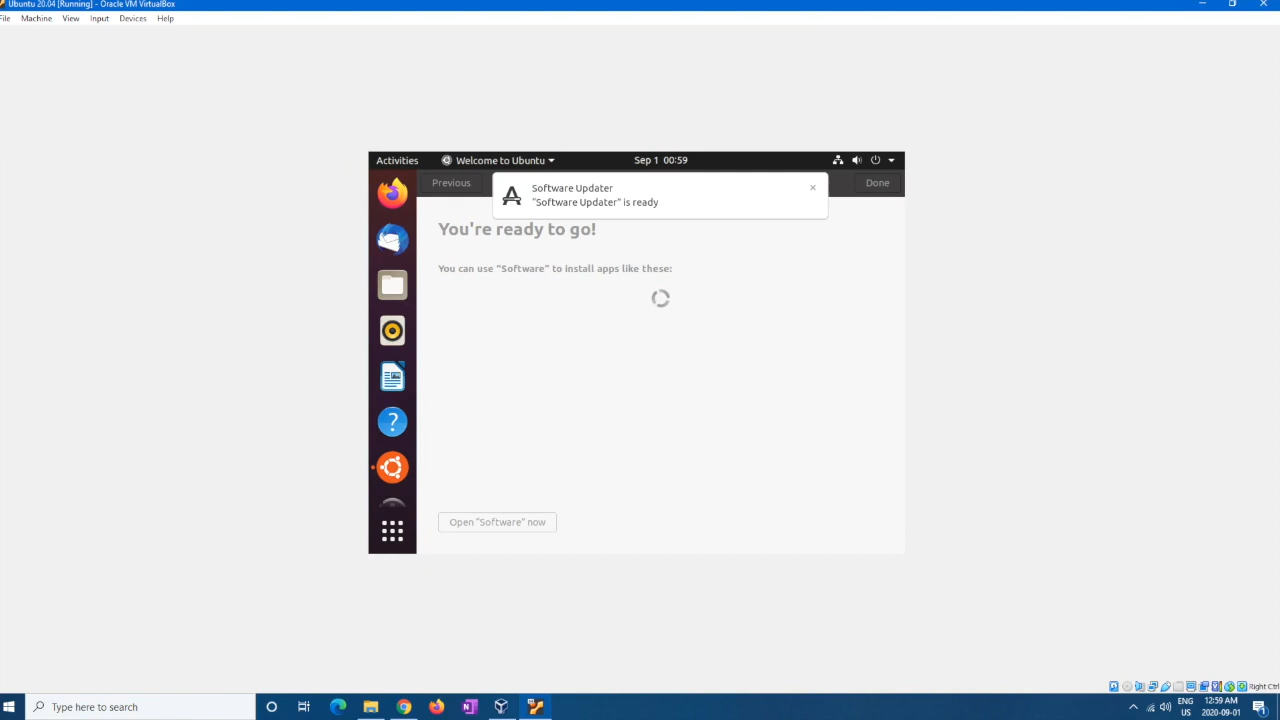 Ubuntu 20.04 [Running] - Oracle VM VirtualBox
File Machine View Input Devices Help
Activities Welcome to Ubuntu Sep 1 00:59
Previous Done
Software Updater
"Software Updater" is ready
You're ready to go!
You can use "Software" to install apps like these:
?
Open "Software" now
Right Ctrl
Type here to search
ENG
US
12:59 AM
2020-09-01
1